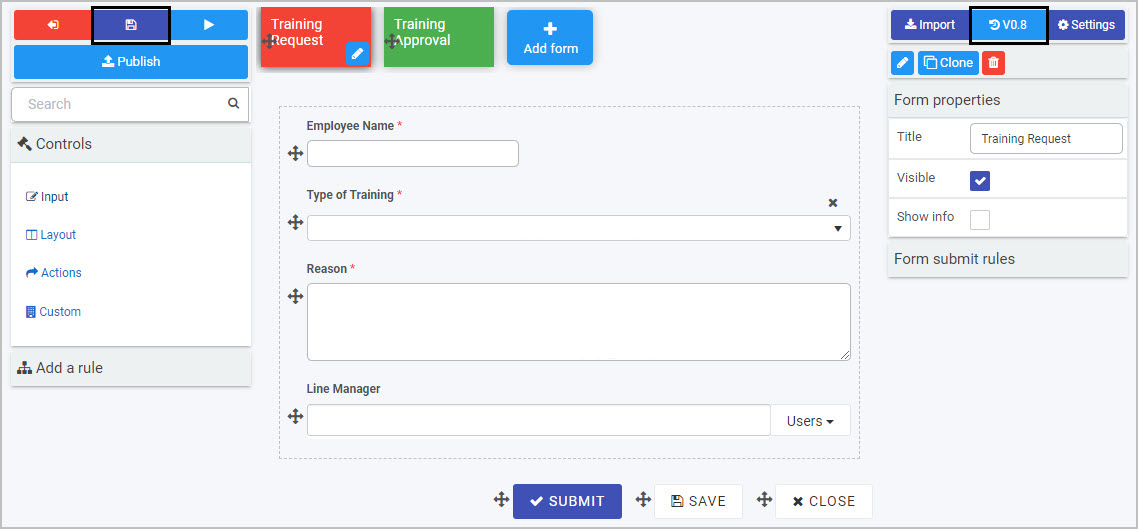 Publish
Search
Controls
Input
Layout
Actions
Custom
Add a rule
Training
Request
Training
Approval
Add form
Employee Name *
Type of Training *
Reason *
Line Manager
Users
SUBMIT
SAVE
CLOSE
Import
V0.8
Settings
Clone
Form properties
Title
Training Request
Visible
Show info
Form submit rules